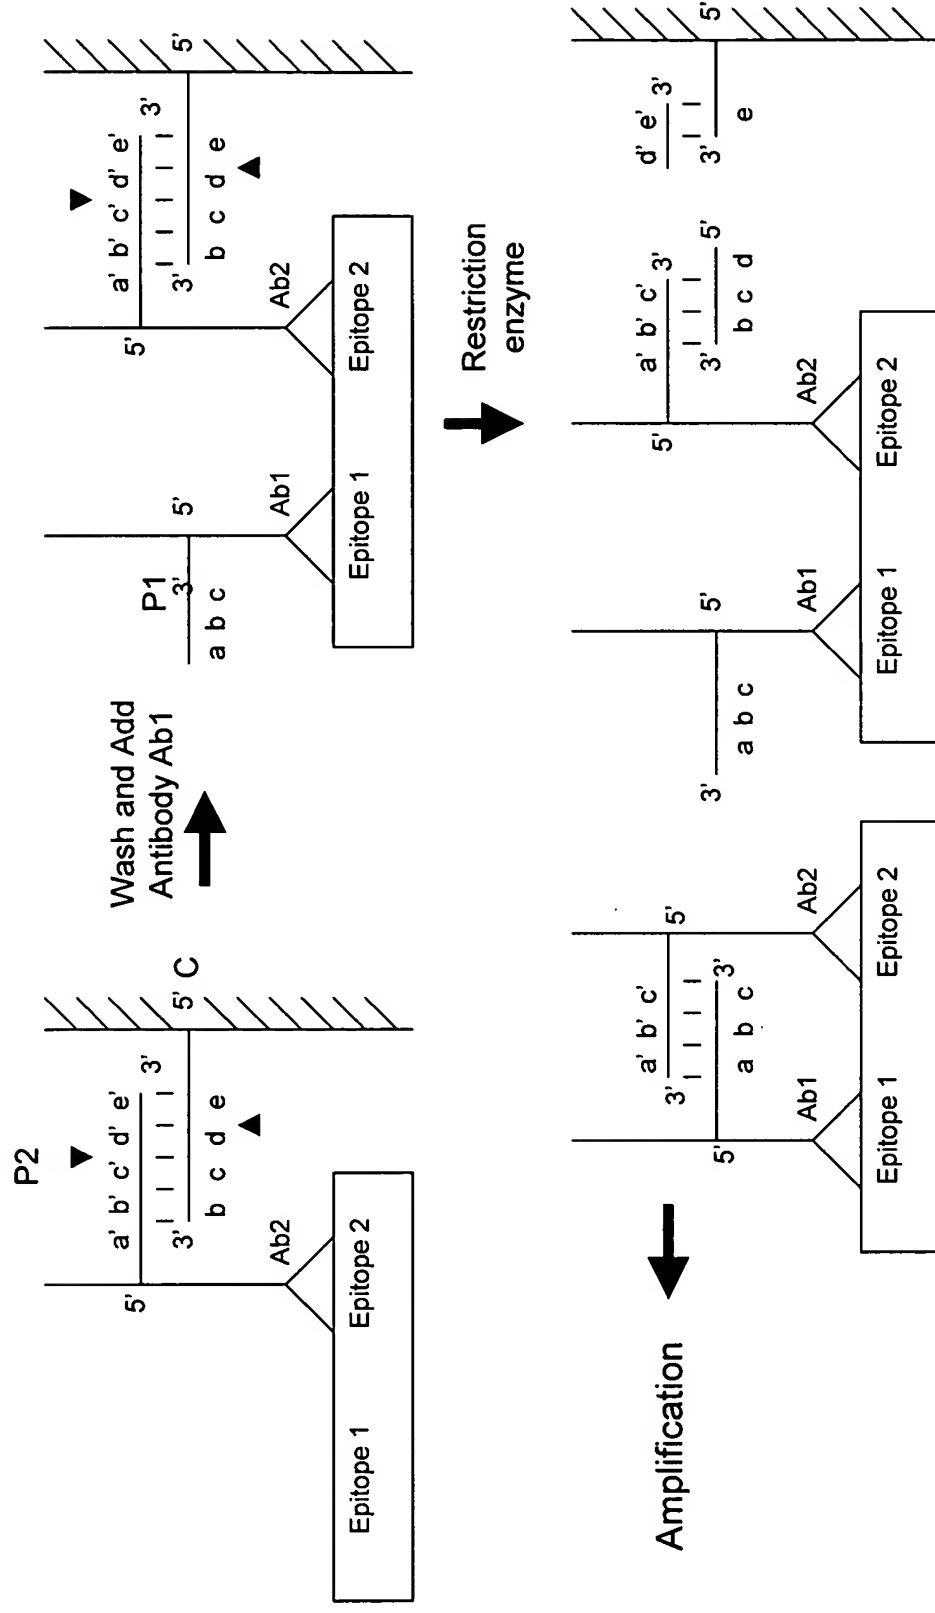 P2
a' b' c' d' e'
5'
3'
3'
5' C
b c d e
Ab2
Epitope 1
Epitope 2
Wash and Add
Antibody Ab1
P1
3'
5'
a b c
Ab1
5'
a' b' c' d' e'
3'
3'
5'
b c d e
Ab2
Epitope 1
Epitope 2
Restriction
enzyme
3'
5'
a b c
Ab1
5'
a' b' c'
3'
3'
5'
b c d
Ab2
d' e'
3'
3'
5'
e
Epitope 1
Epitope 2
a' b' c'
5'
3'
5'
3'
a b c
Ab1
Ab2
Epitope 1
Epitope 2
Amplification